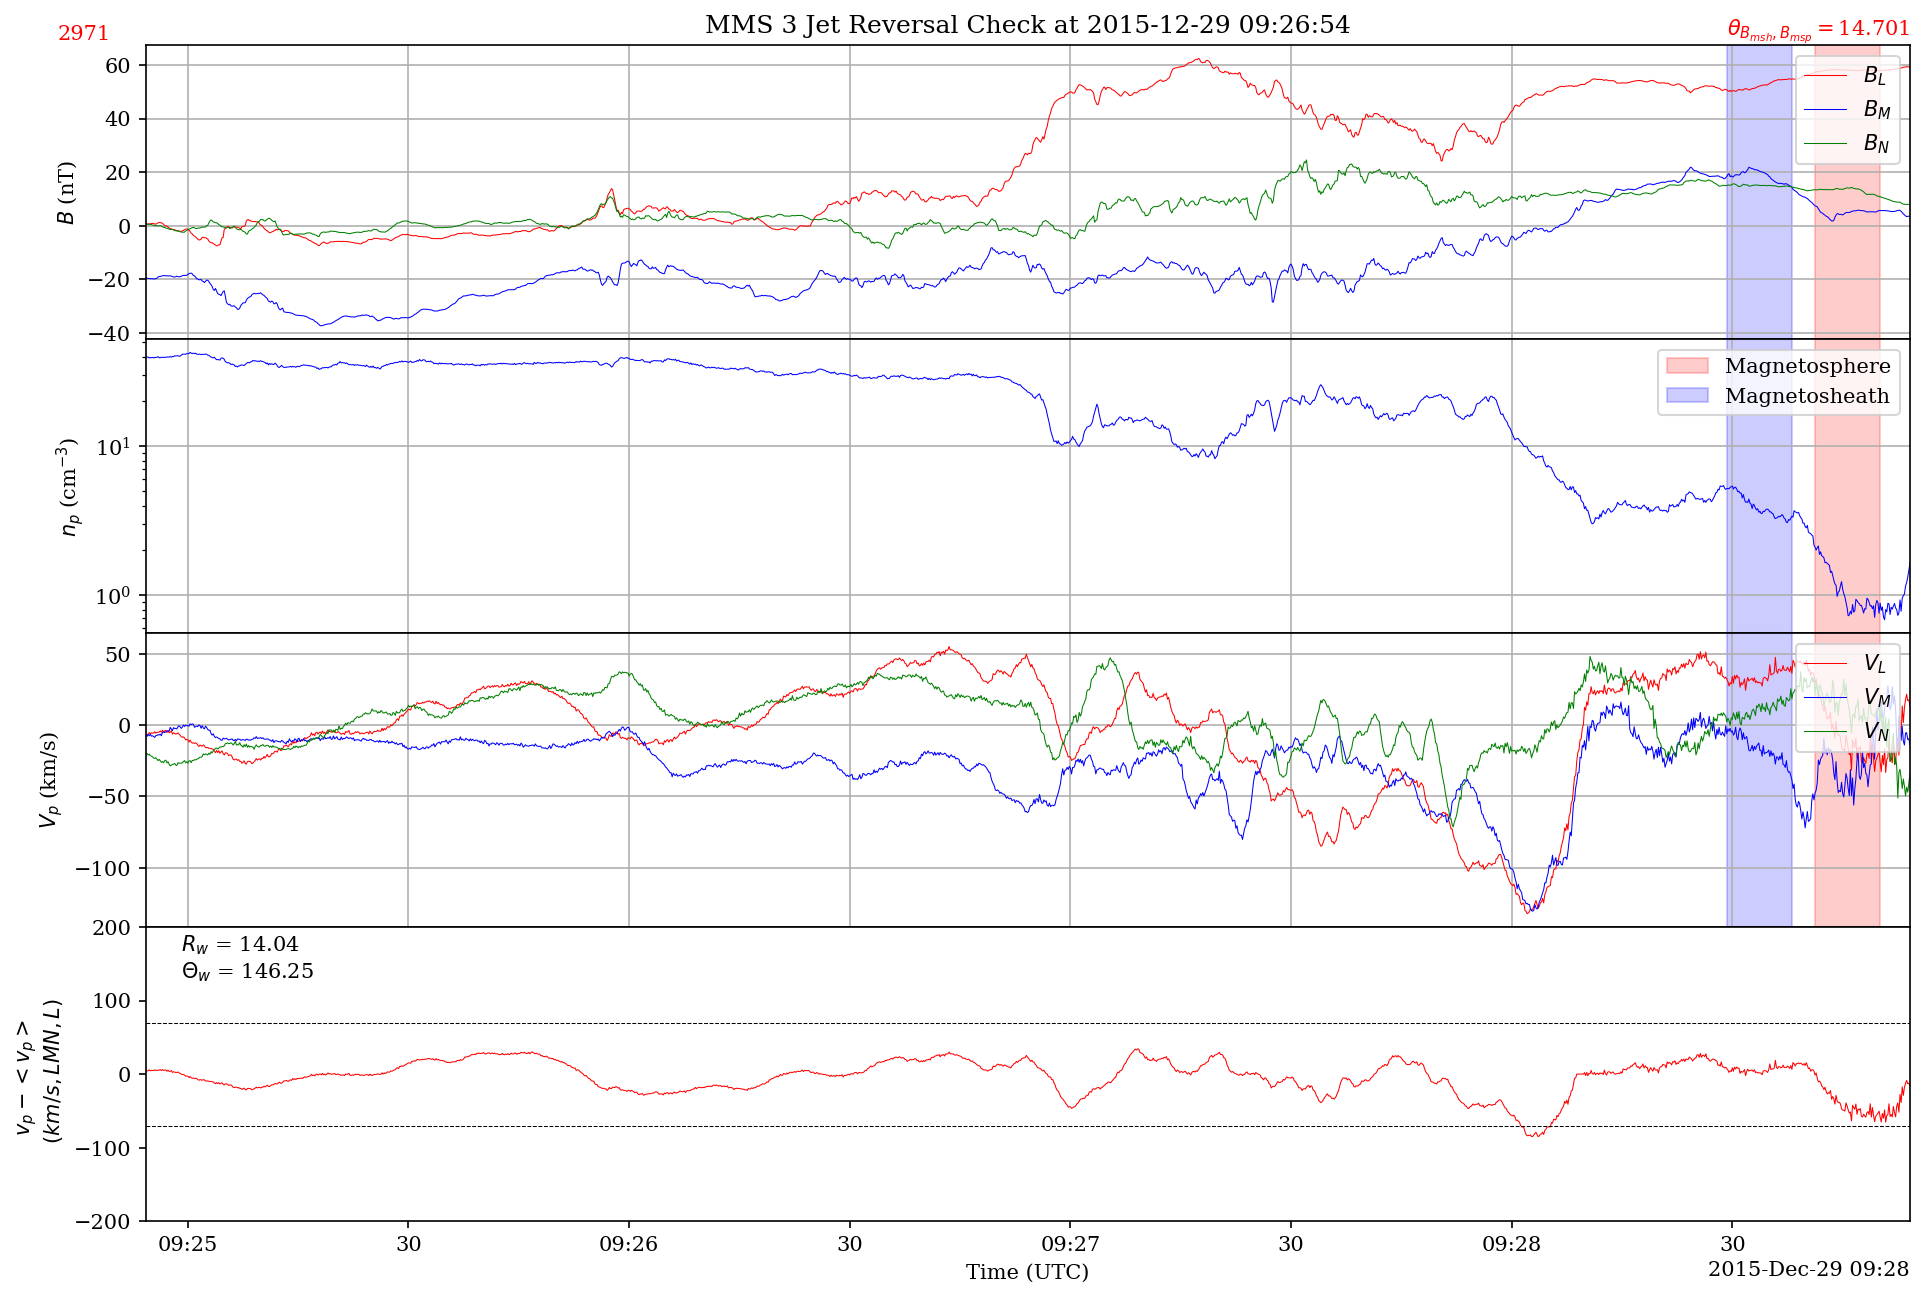 MMS 3 Jet Reversal Check at 2015-12-29 09:26:54
2971
θ_{B_{msh}, B_{msp}} = 14.701
60
40
20
0
−20
−40
B (nT)
B_L
B_M
B_N
10^1
10^0
n_p (cm^{−3})
Magnetosphere
Magnetosheath
50
0
−50
−100
V_p (km/s)
V_L
V_M
V_N
200
100
0
−100
−200
v_p − < v_p >
(km/s, LMN, L)
R_w = 14.04
Θ_w = 146.25
09:25 30 09:26 30 09:27 30 09:28 30
Time (UTC)
2015-Dec-29 09:28